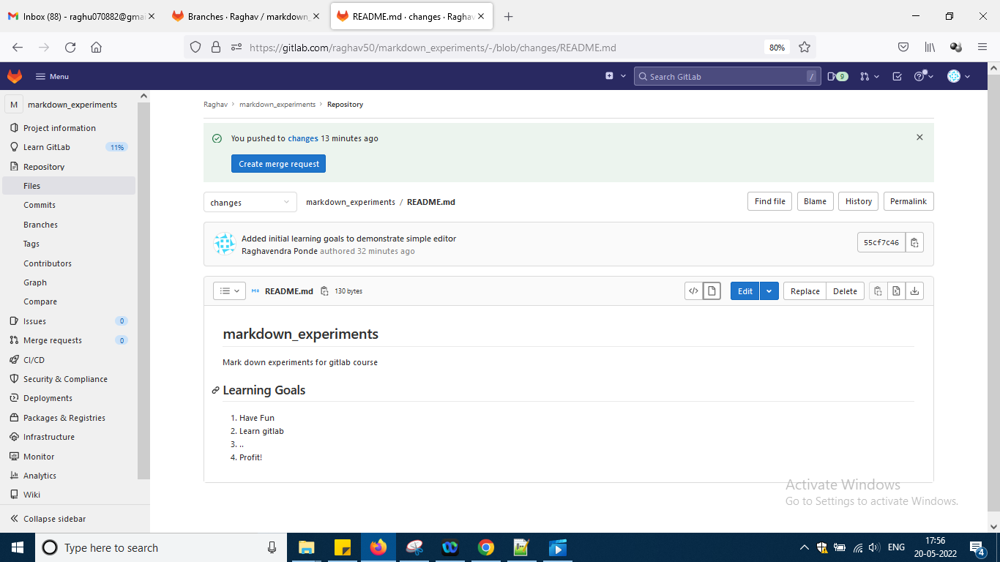 Inbox (88) - raghu070882@gmai
Branches · Raghav / markdown_
README.md · changes · Raghav
https://gitlab.com/raghav50/markdown_experiments/-/blob/changes/README.md
80%
Menu
Search GitLab
/
9
M markdown_experiments
Project information
Learn GitLab 11%
Repository
Files
Commits
Branches
Tags
Contributors
Graph
Compare
Issues 0
Merge requests 0
CI/CD
Security & Compliance
Deployments
Packages & Registries
Infrastructure
Monitor
Analytics
Wiki
Collapse sidebar
Raghav > markdown_experiments > Repository
You pushed to changes 13 minutes ago
Create merge request
changes
markdown_experiments / README.md
Find file
Blame
History
Permalink
Added initial learning goals to demonstrate simple editor
Raghavendra Ponde authored 32 minutes ago
55cf7c46
README.md 130 bytes
Edit
Replace
Delete
markdown_experiments
Mark down experiments for gitlab course
Learning Goals
1. Have Fun
2. Learn gitlab
3. ..
4. Profit!
Activate Windows
Go to Settings to activate Windows.
Type here to search
ENG
17:56
20-05-2022
4